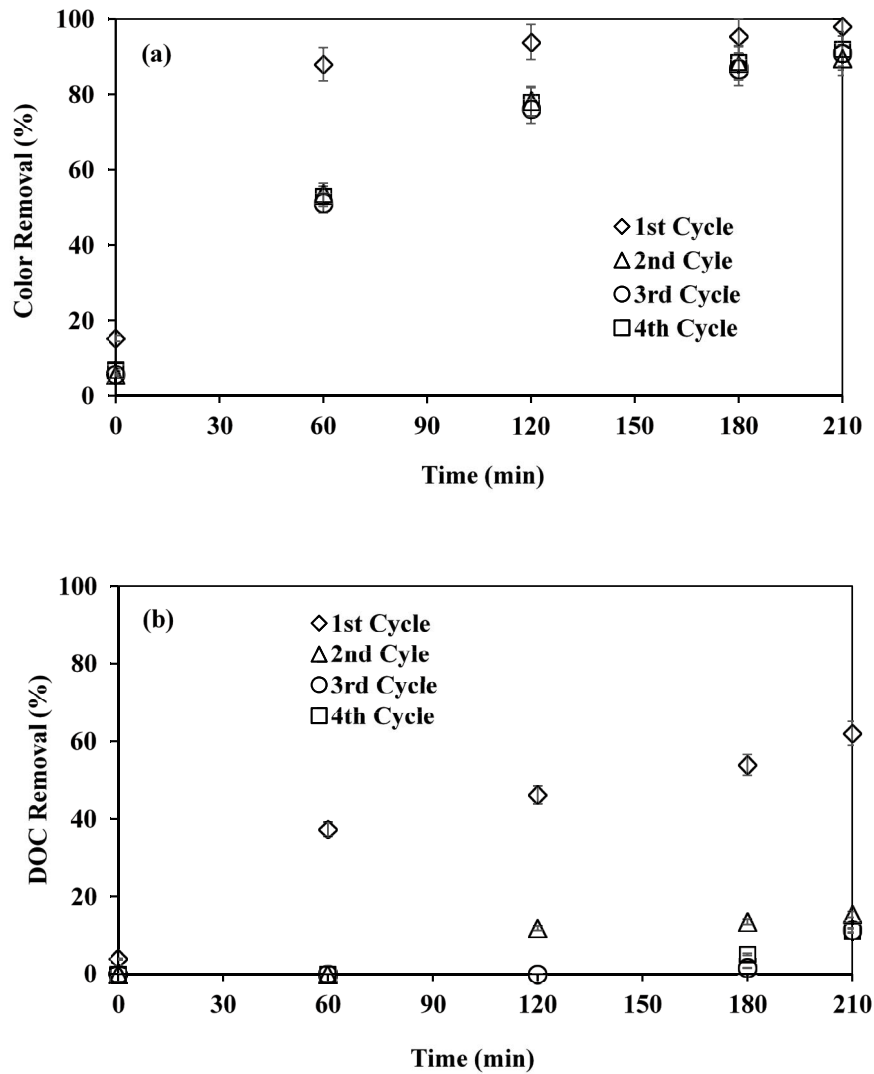 100
(a)
80
60
40
20
0
Color Removal (%)
1st Cycle
2nd Cyle
3rd Cycle
4th Cycle
0 30 60 90 120 150 180 210
Time (min)
100
(b)
80
60
40
20
0
DOC Removal (%)
1st Cycle
2nd Cyle
3rd Cycle
4th Cycle
0 30 60 90 120 150 180 210
Time (min)